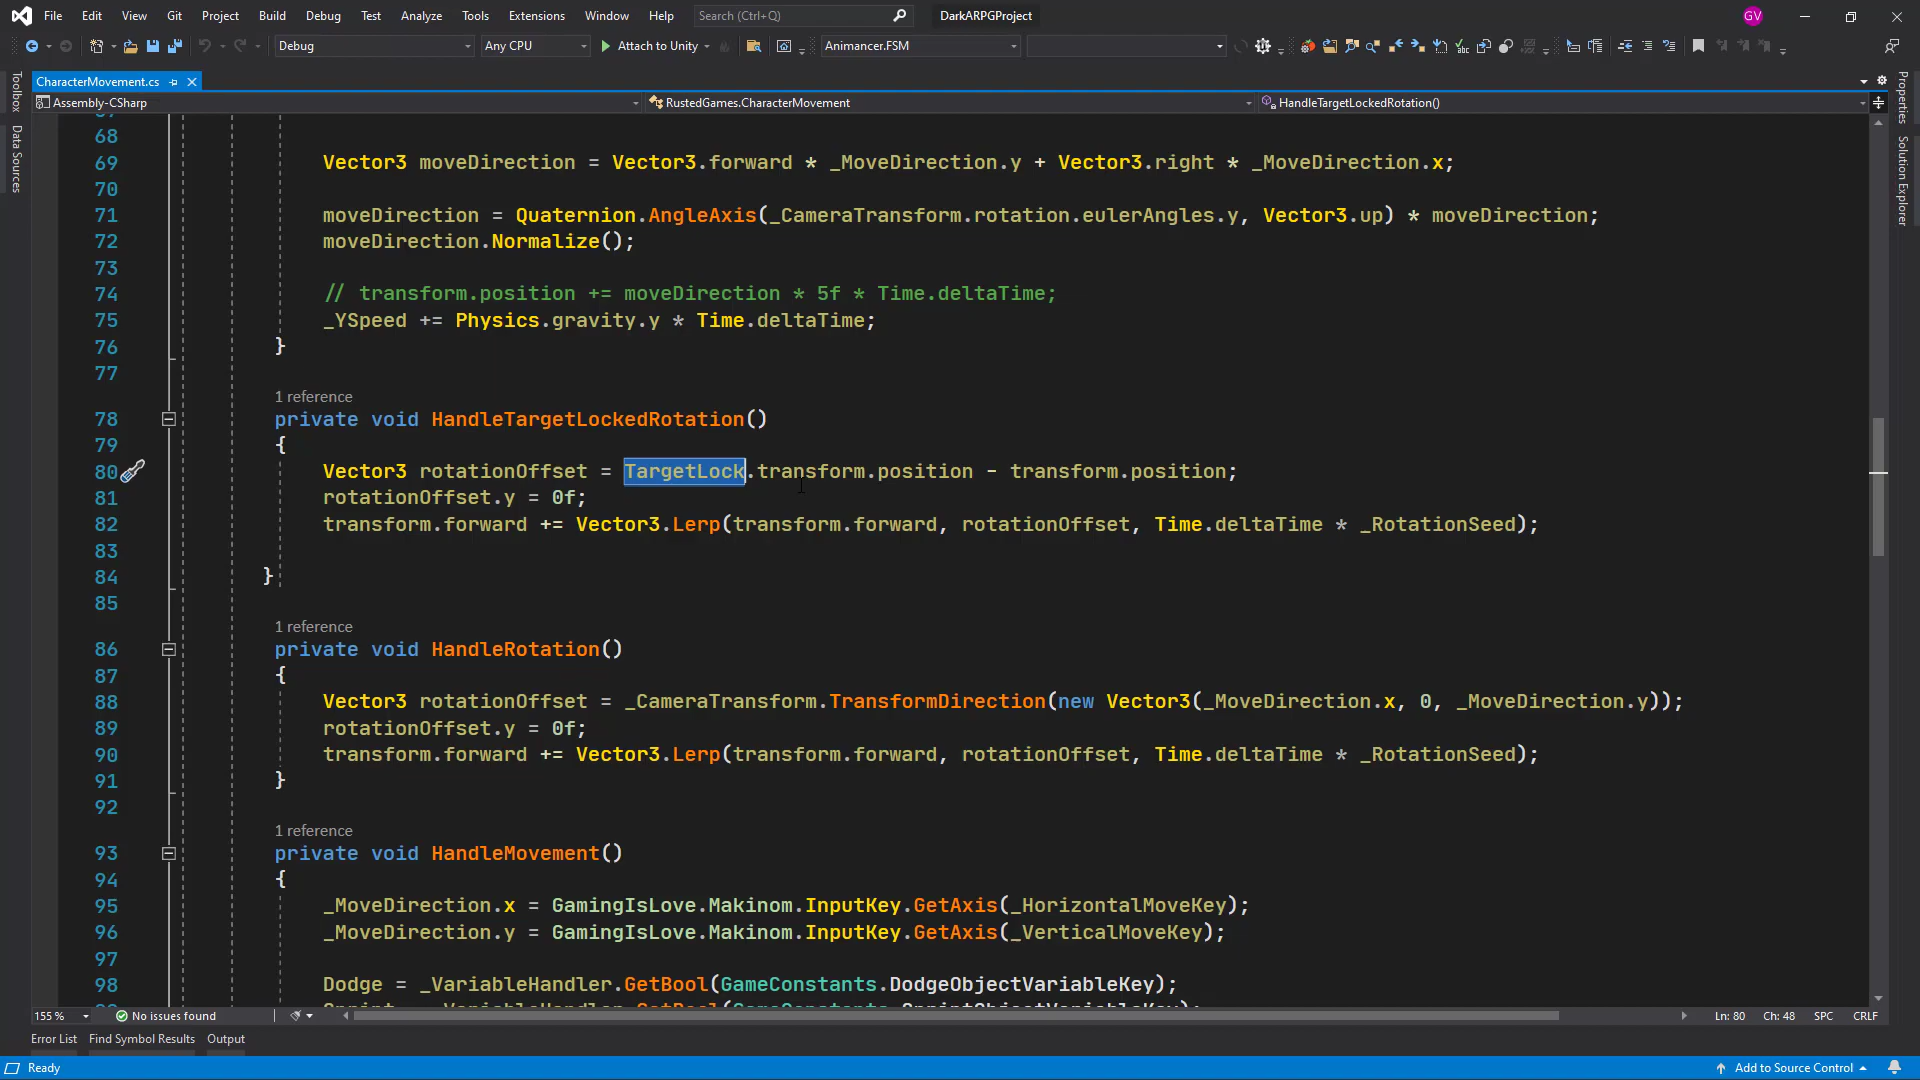 File Edit View Git Project Build Debug Test Analyze Tools Extensions Window Help Search (Ctrl+Q) DarkARPGProject GV
Debug Any CPU Attach to Unity Animancer.FSM
CharacterMovement.cs
Assembly-CSharp RustedGames.CharacterMovement HandleTargetLockedRotation()
Toolbox
Data Sources
Properties
Solution Explorer
68
69 Vector3 moveDirection = Vector3.forward * _MoveDirection.y + Vector3.right * _MoveDirection.x;
70
71 moveDirection = Quaternion.AngleAxis(_CameraTransform.rotation.eulerAngles.y, Vector3.up) * moveDirection;
72 moveDirection.Normalize();
73
74 // transform.position += moveDirection * 5f * Time.deltaTime;
75 _YSpeed += Physics.gravity.y * Time.deltaTime;
76 }
77
1 reference
78 private void HandleTargetLockedRotation()
79 {
80 Vector3 rotationOffset = TargetLock.transform.position - transform.position;
81 rotationOffset.y = 0f;
82 transform.forward += Vector3.Lerp(transform.forward, rotationOffset, Time.deltaTime * _RotationSeed);
83
84 }
85
1 reference
86 private void HandleRotation()
87 {
88 Vector3 rotationOffset = _CameraTransform.TransformDirection(new Vector3(_MoveDirection.x, 0, _MoveDirection.y));
89 rotationOffset.y = 0f;
90 transform.forward += Vector3.Lerp(transform.forward, rotationOffset, Time.deltaTime * _RotationSeed);
91 }
92
1 reference
93 private void HandleMovement()
94 {
95 _MoveDirection.x = GamingIsLove.Makinom.InputKey.GetAxis(_HorizontalMoveKey);
96 _MoveDirection.y = GamingIsLove.Makinom.InputKey.GetAxis(_VerticalMoveKey);
97
98 Dodge = _VariableHandler.GetBool(GameConstants.DodgeObjectVariableKey);
155 % No issues found Ln: 80 Ch: 48 SPC CRLF
Error List Find Symbol Results Output
Ready Add to Source Control